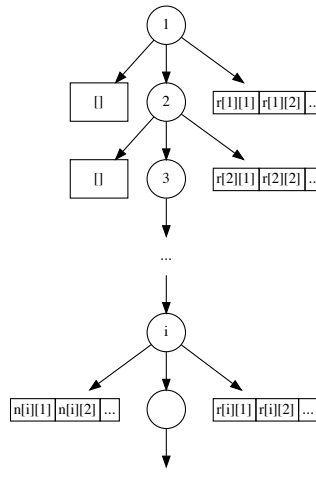 1
[] 2 r[1][1] r[1][2] ..
[] 3 r[2][1] r[2][2] ..
...
i
n[i][1] n[i][2] ... r[i][1] r[i][2] ..